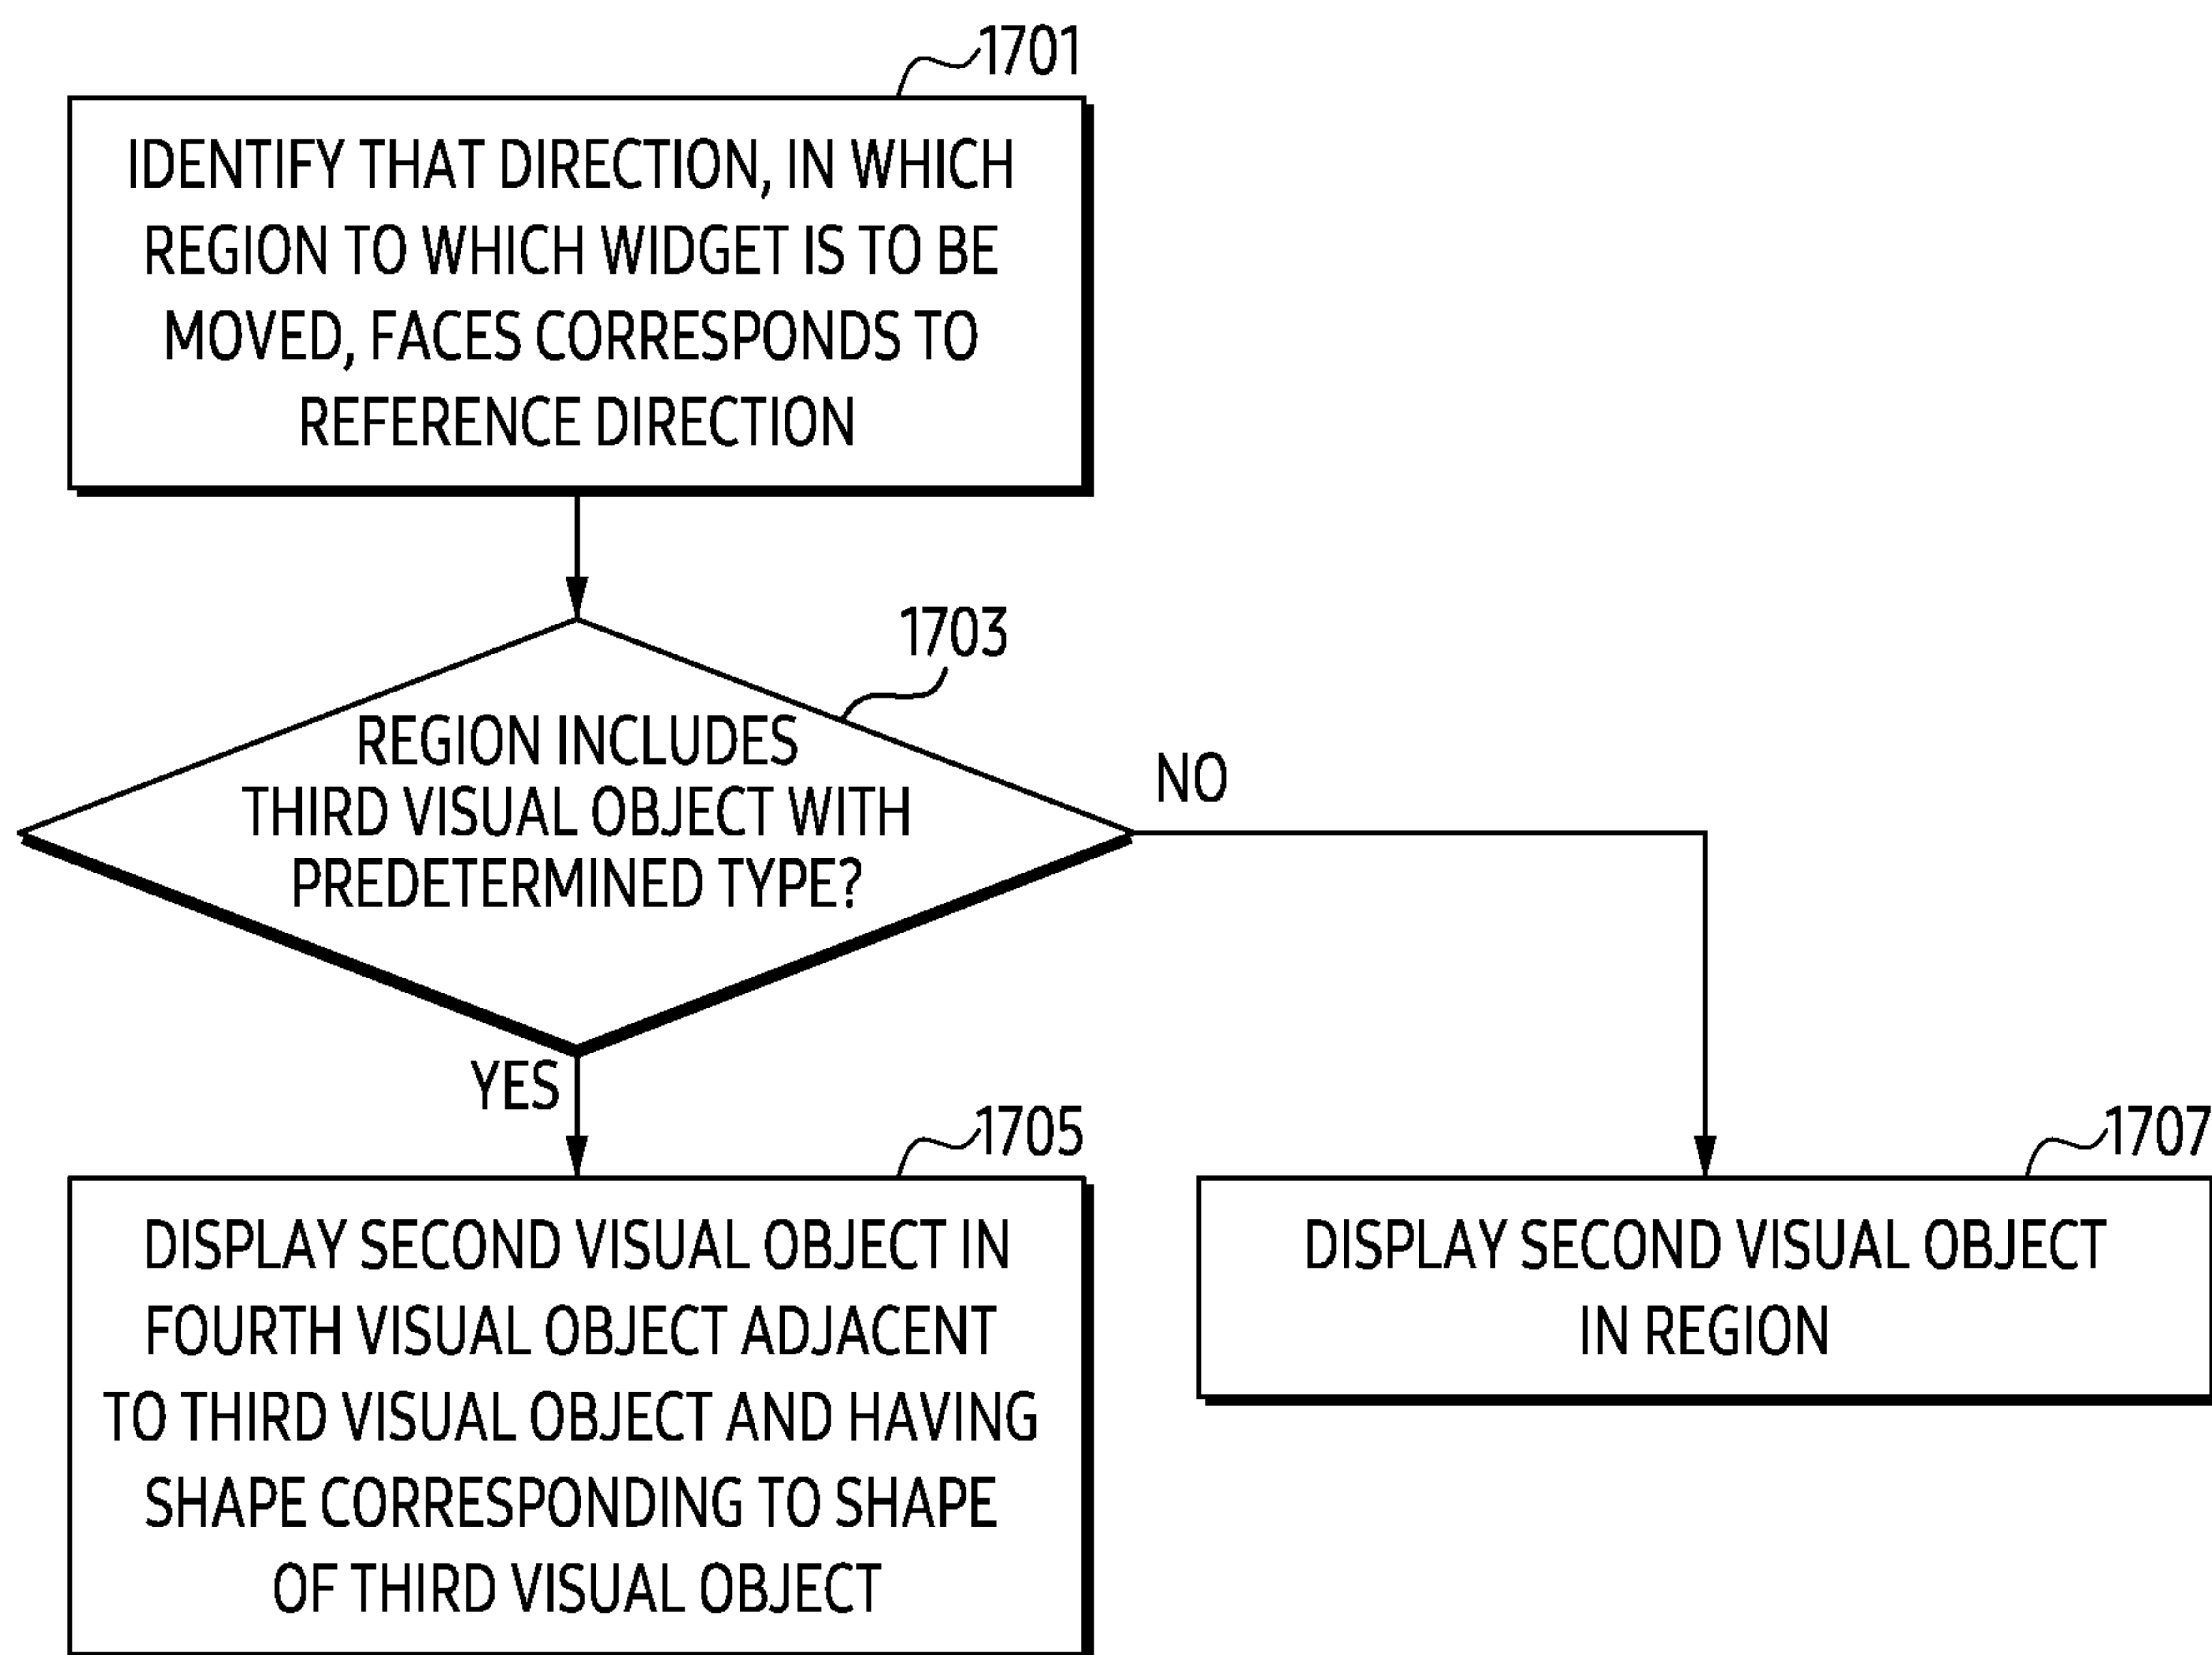 1701
IDENTIFY THAT DIRECTION, IN WHICH
REGION TO WHICH WIDGET IS TO BE
MOVED, FACES CORRESPONDS TO
REFERENCE DIRECTION
1703
REGION INCLUDES
THIRD VISUAL OBJECT WITH
PREDETERMINED TYPE?
NO
YES
1705
DISPLAY SECOND VISUAL OBJECT IN
FOURTH VISUAL OBJECT ADJACENT
TO THIRD VISUAL OBJECT AND HAVING
SHAPE CORRESPONDING TO SHAPE
OF THIRD VISUAL OBJECT
1707
DISPLAY SECOND VISUAL OBJECT
IN REGION